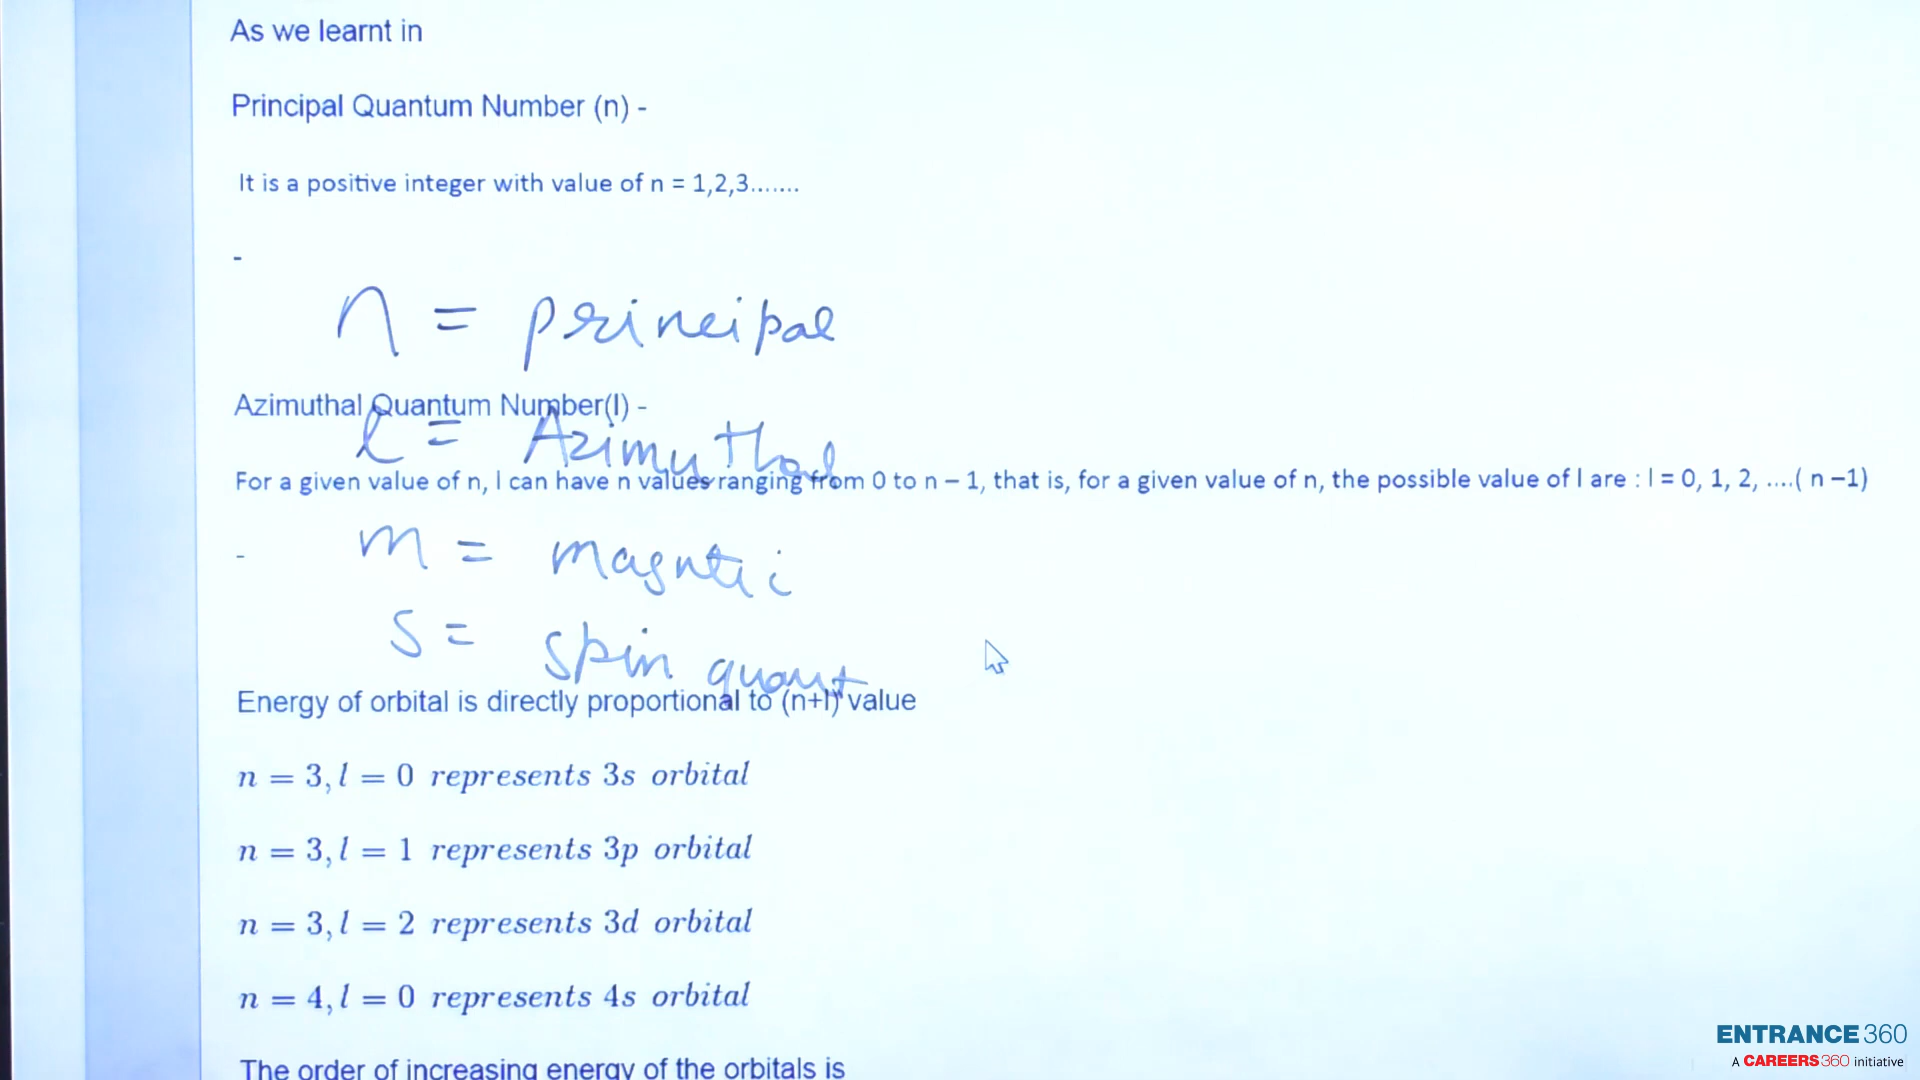 As we learnt in
Principal Quantum Number (n) -
It is a positive integer with value of n = 1,2,3.......
-
n = principal
Azimuthal Quantum Number(l) -
l = Azimuthal
For a given value of n, l can have n values ranging from 0 to n – 1, that is, for a given value of n, the possible value of l are : l = 0, 1, 2, ....( n –1)
-
m = magneti
s = spin quant
Energy of orbital is directly proportional to (n+l) value
n = 3, l = 0 represents 3s orbital
n = 3, l = 1 represents 3p orbital
n = 3, l = 2 represents 3d orbital
n = 4, l = 0 represents 4s orbital
The order of increasing energy of the orbitals is
ENTRANCE 360
A CAREERS360 initiative